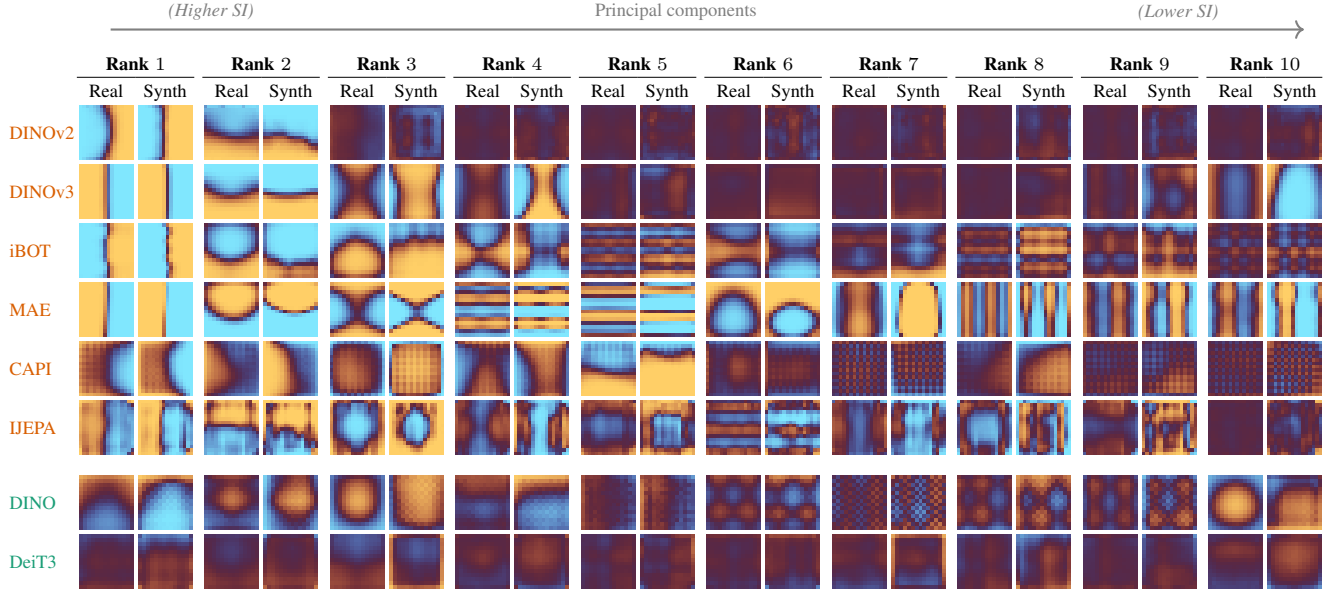 (Higher SI) Principal components (Lower SI)
Rank 1 Rank 2 Rank 3 Rank 4 Rank 5 Rank 6 Rank 7 Rank 8 Rank 9 Rank 10
Real Synth Real Synth Real Synth Real Synth Real Synth Real Synth Real Synth Real Synth Real Synth Real Synth
DINOv2
DINOv3
iBOT
MAE
CAPI
IJEPA
DINO
DeiT3